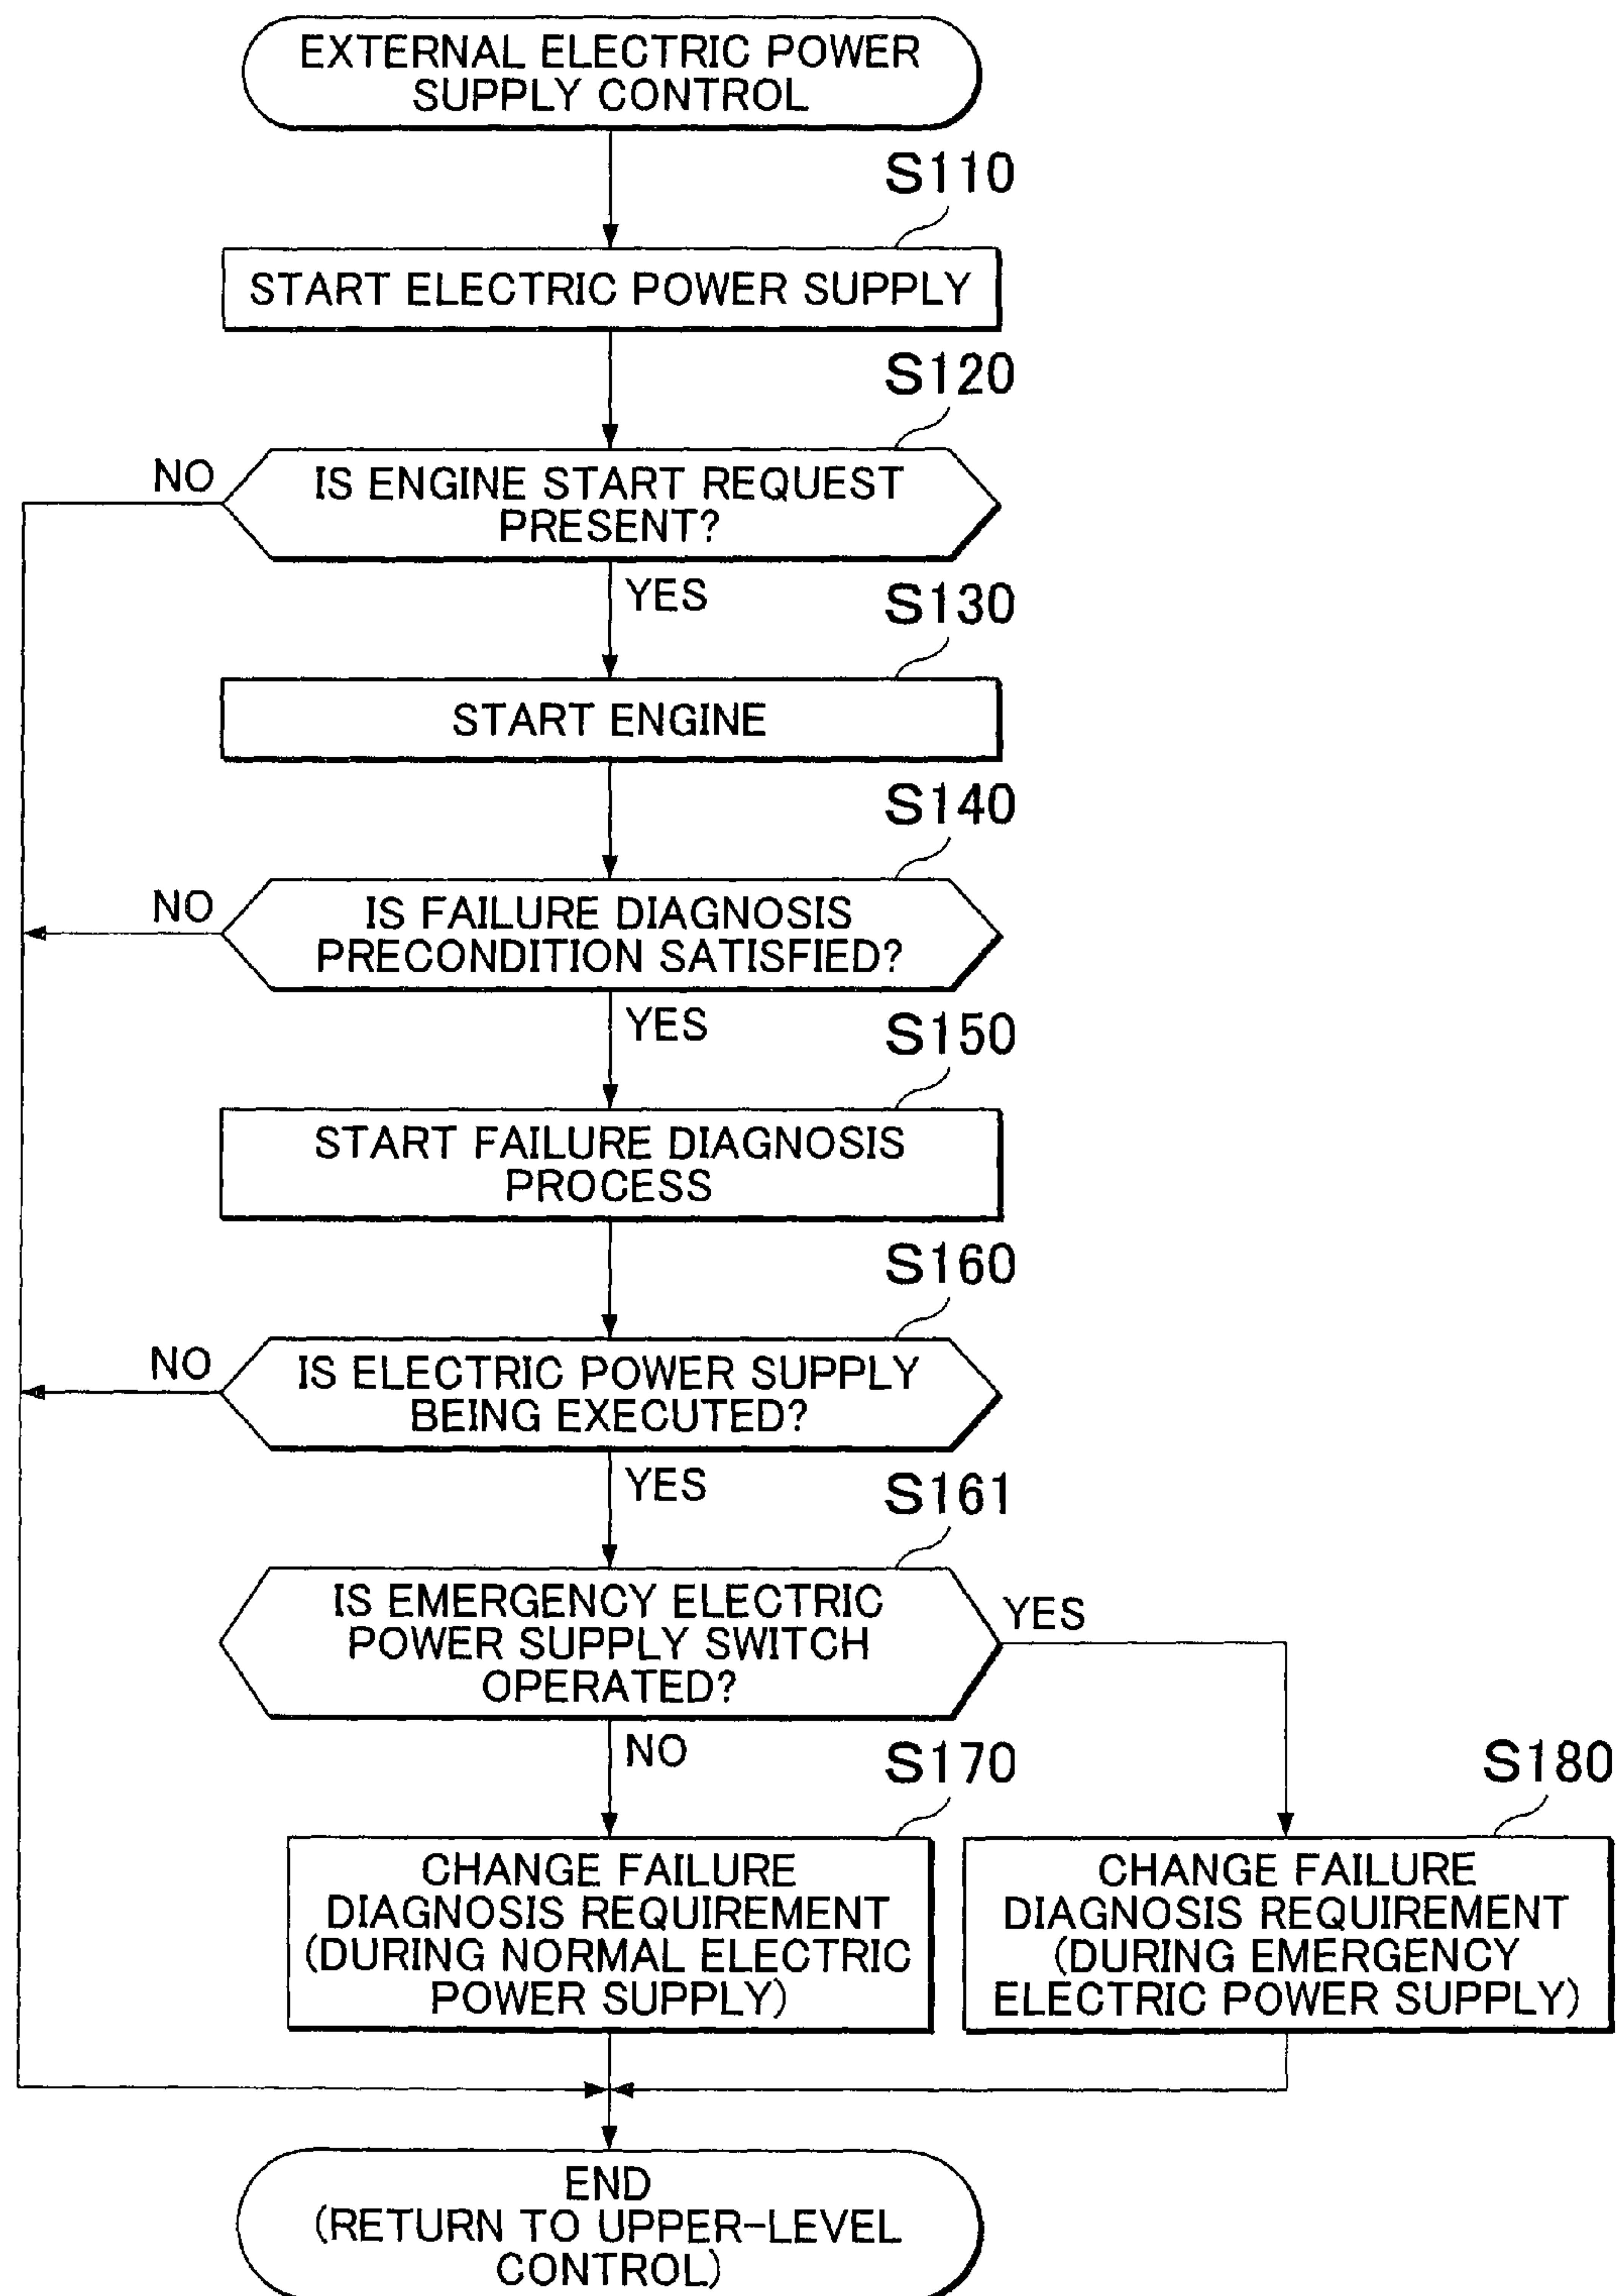 EXTERNAL ELECTRIC POWER
SUPPLY CONTROL
S110
START ELECTRIC POWER SUPPLY
S120
NO
IS ENGINE START REQUEST
PRESENT?
YES
S130
START ENGINE
S140
NO
IS FAILURE DIAGNOSIS
PRECONDITION SATISFIED?
YES
S150
START FAILURE DIAGNOSIS
PROCESS
S160
NO
IS ELECTRIC POWER SUPPLY
BEING EXECUTED?
YES
S161
IS EMERGENCY ELECTRIC
POWER SUPPLY SWITCH
OPERATED?
YES
NO
S170
CHANGE FAILURE
DIAGNOSIS REQUIREMENT
(DURING NORMAL ELECTRIC
POWER SUPPLY)
S180
CHANGE FAILURE
DIAGNOSIS REQUIREMENT
(DURING EMERGENCY
ELECTRIC POWER SUPPLY)
END
(RETURN TO UPPER-LEVEL
CONTROL)